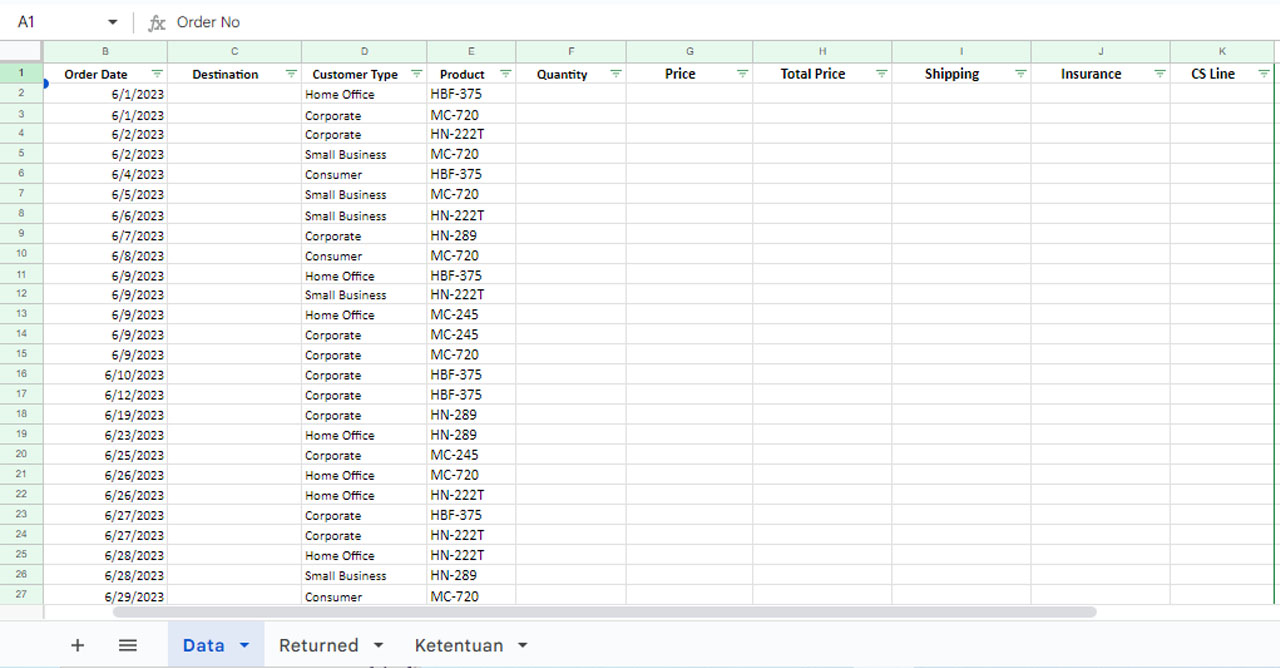 A1 fx Order No
B C D E F G H I J K
1 Order Date Destination Customer Type Product Quantity Price Total Price Shipping Insurance CS Line
2 6/1/2023 Home Office HBF-375
3 6/1/2023 Corporate MC-720
4 6/2/2023 Corporate HN-222T
5 6/2/2023 Small Business MC-720
6 6/4/2023 Consumer HBF-375
7 6/5/2023 Small Business MC-720
8 6/6/2023 Small Business HN-222T
9 6/7/2023 Corporate HN-289
10 6/8/2023 Consumer MC-720
11 6/9/2023 Home Office HBF-375
12 6/9/2023 Small Business HN-222T
13 6/9/2023 Home Office MC-245
14 6/9/2023 Corporate MC-245
15 6/9/2023 Corporate MC-720
16 6/10/2023 Corporate HBF-375
17 6/12/2023 Corporate HBF-375
18 6/19/2023 Corporate HN-289
19 6/23/2023 Home Office HN-289
20 6/25/2023 Corporate MC-245
21 6/26/2023 Home Office MC-720
22 6/26/2023 Home Office HN-222T
23 6/27/2023 Corporate HBF-375
24 6/27/2023 Corporate HN-222T
25 6/28/2023 Home Office HN-222T
26 6/28/2023 Small Business HN-289
27 6/29/2023 Consumer MC-720
Data Returned Ketentuan